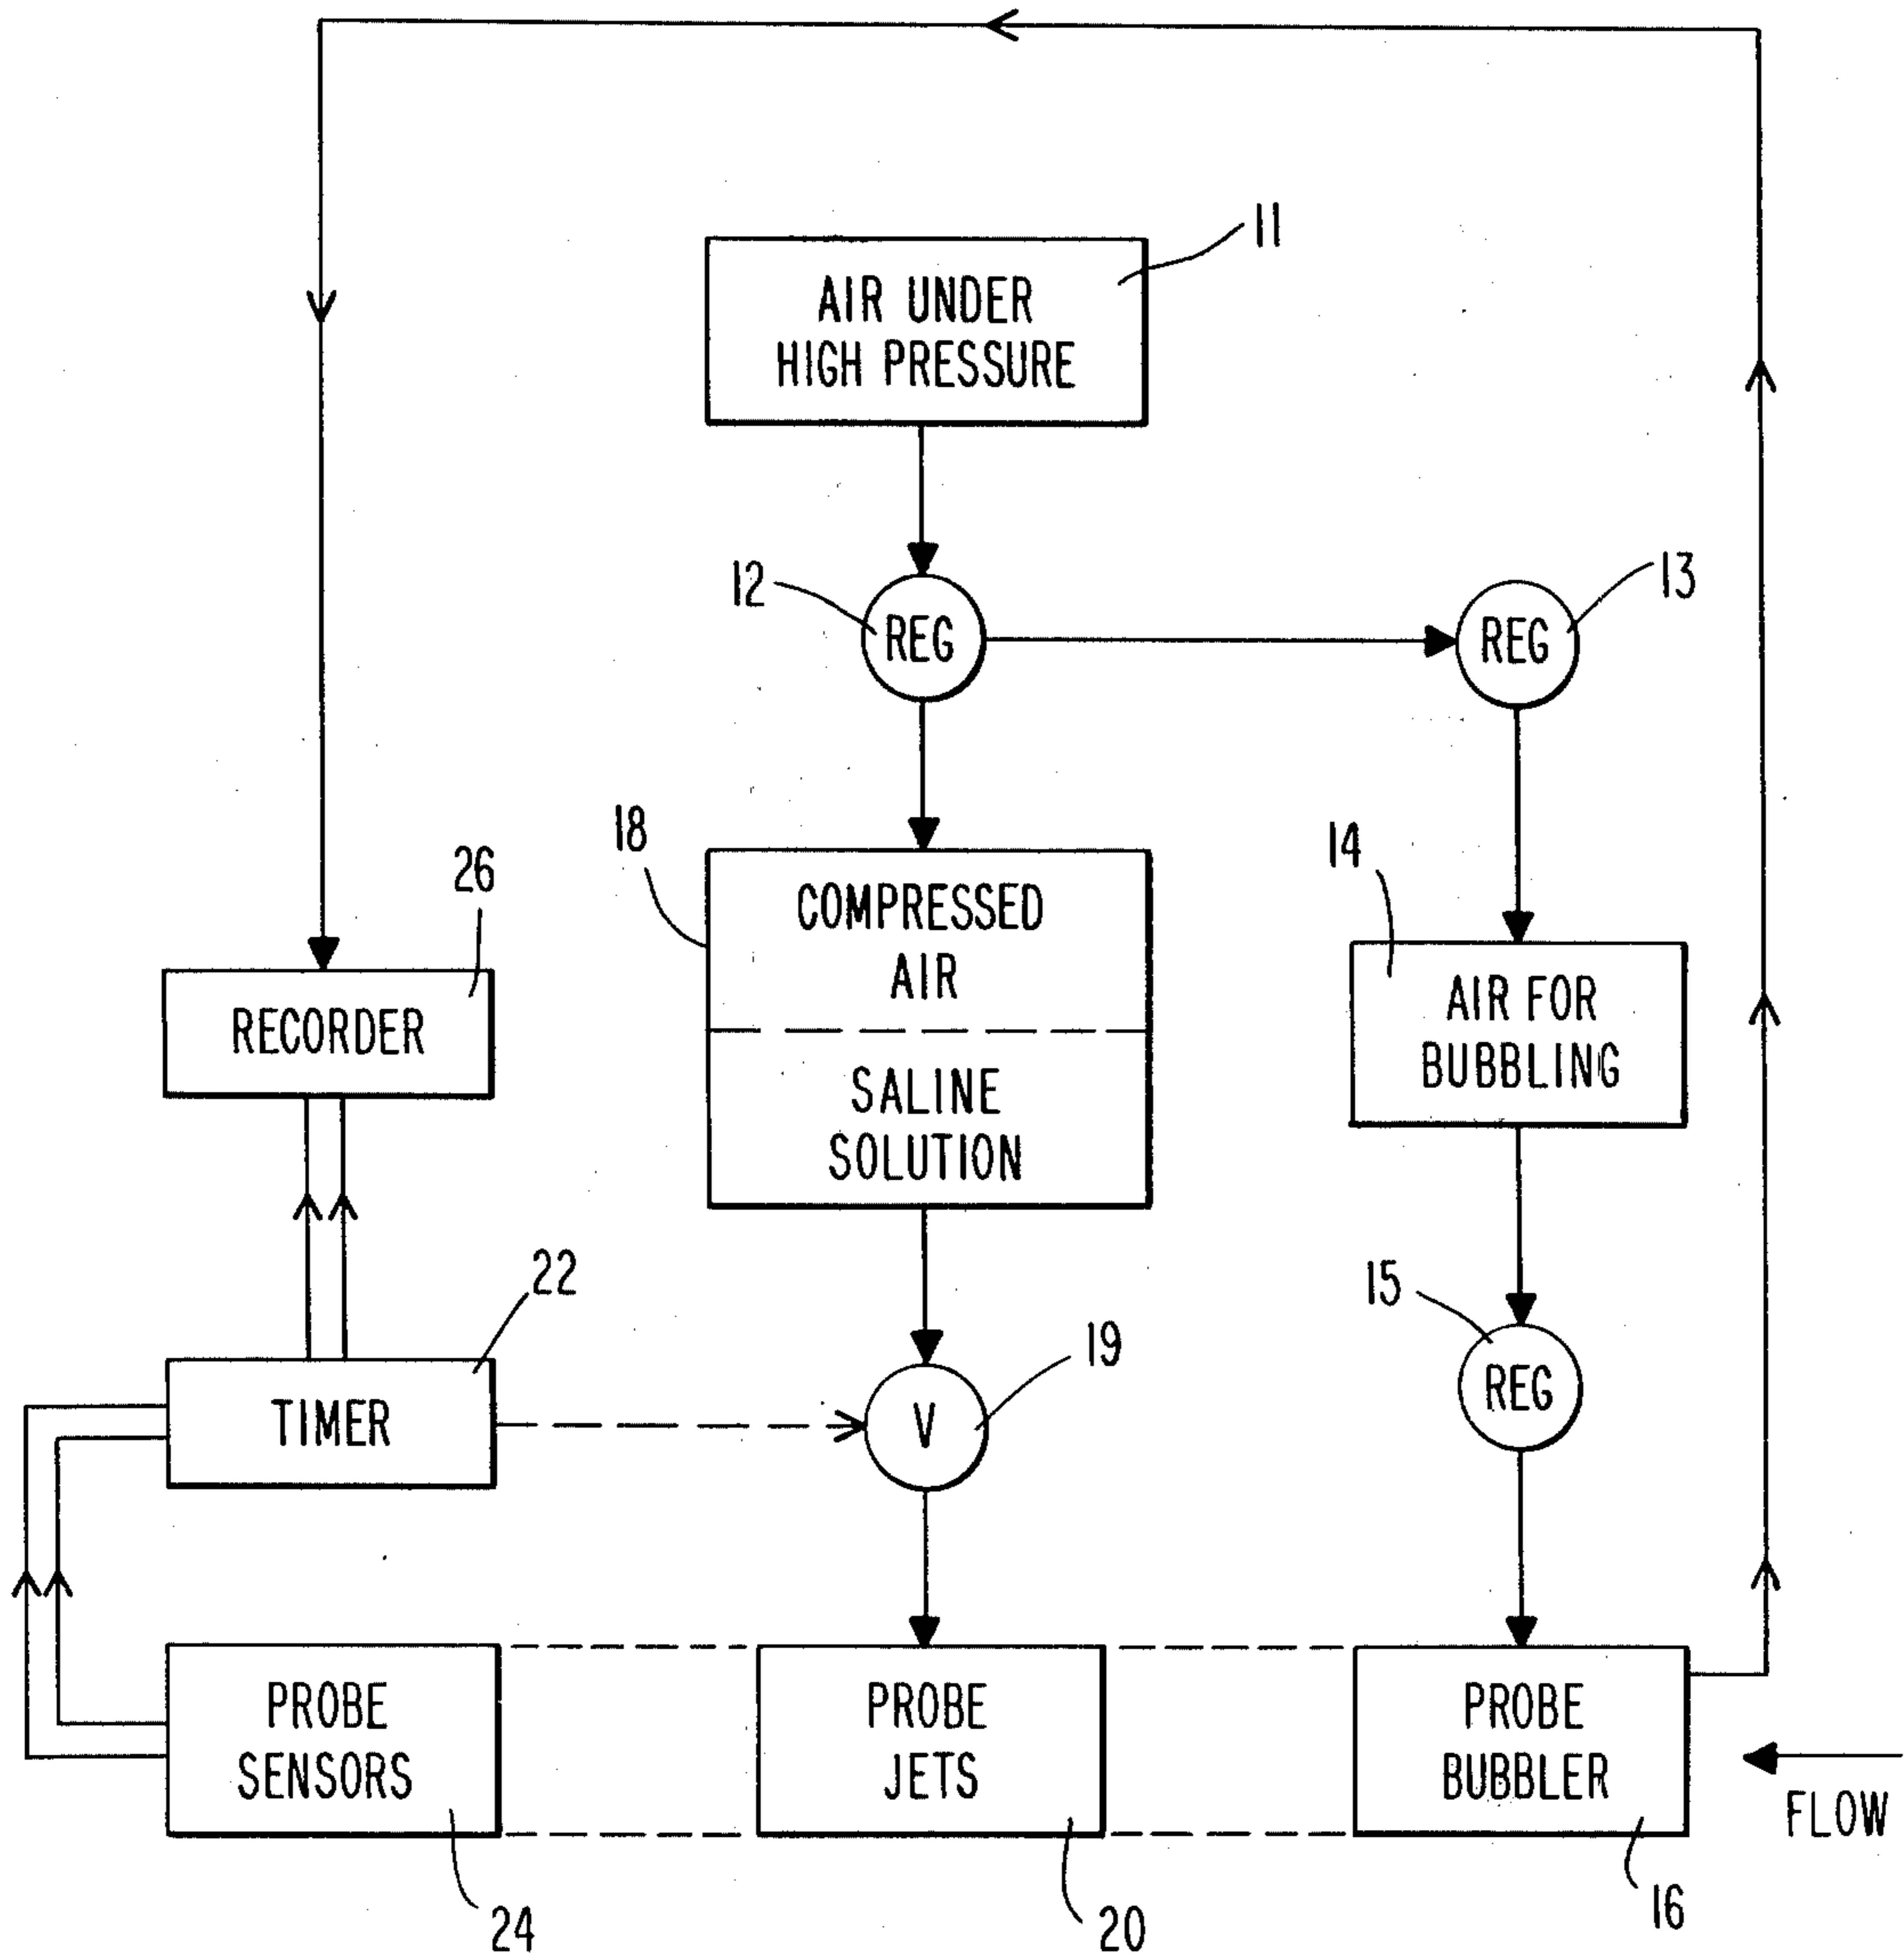 11
AIR UNDER
HIGH PRESSURE
12
REG
13
REG
18
COMPRESSED
AIR
SALINE
SOLUTION
14
AIR FOR
BUBBLING
26
RECORDER
22
TIMER
19
V
15
REG
PROBE
SENSORS
24
PROBE
JETS
20
PROBE
BUBBLER
16
FLOW